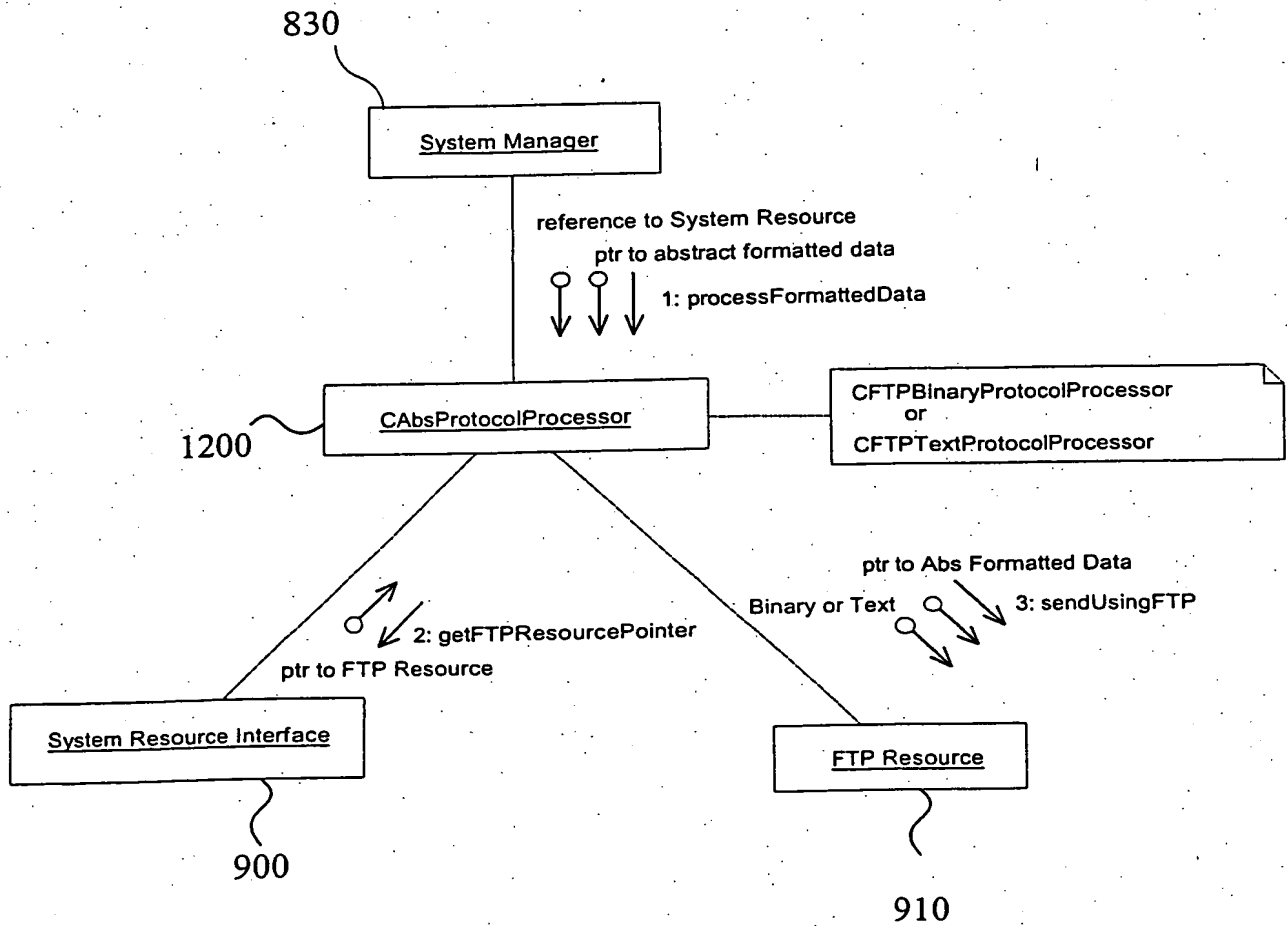 830
System Manager
reference to System Resource
ptr to abstract formatted data
1: processFormattedData
CAbsProtocolProcessor
1200
CFTPBinaryProtocolProcessor
or
CFTPTextProtocolProcessor
ptr to Abs Formatted Data
Binary or Text
3: sendUsingFTP
2: getFTPResourcePointer
ptr to FTP Resource
System Resource Interface
FTP Resource
900
910